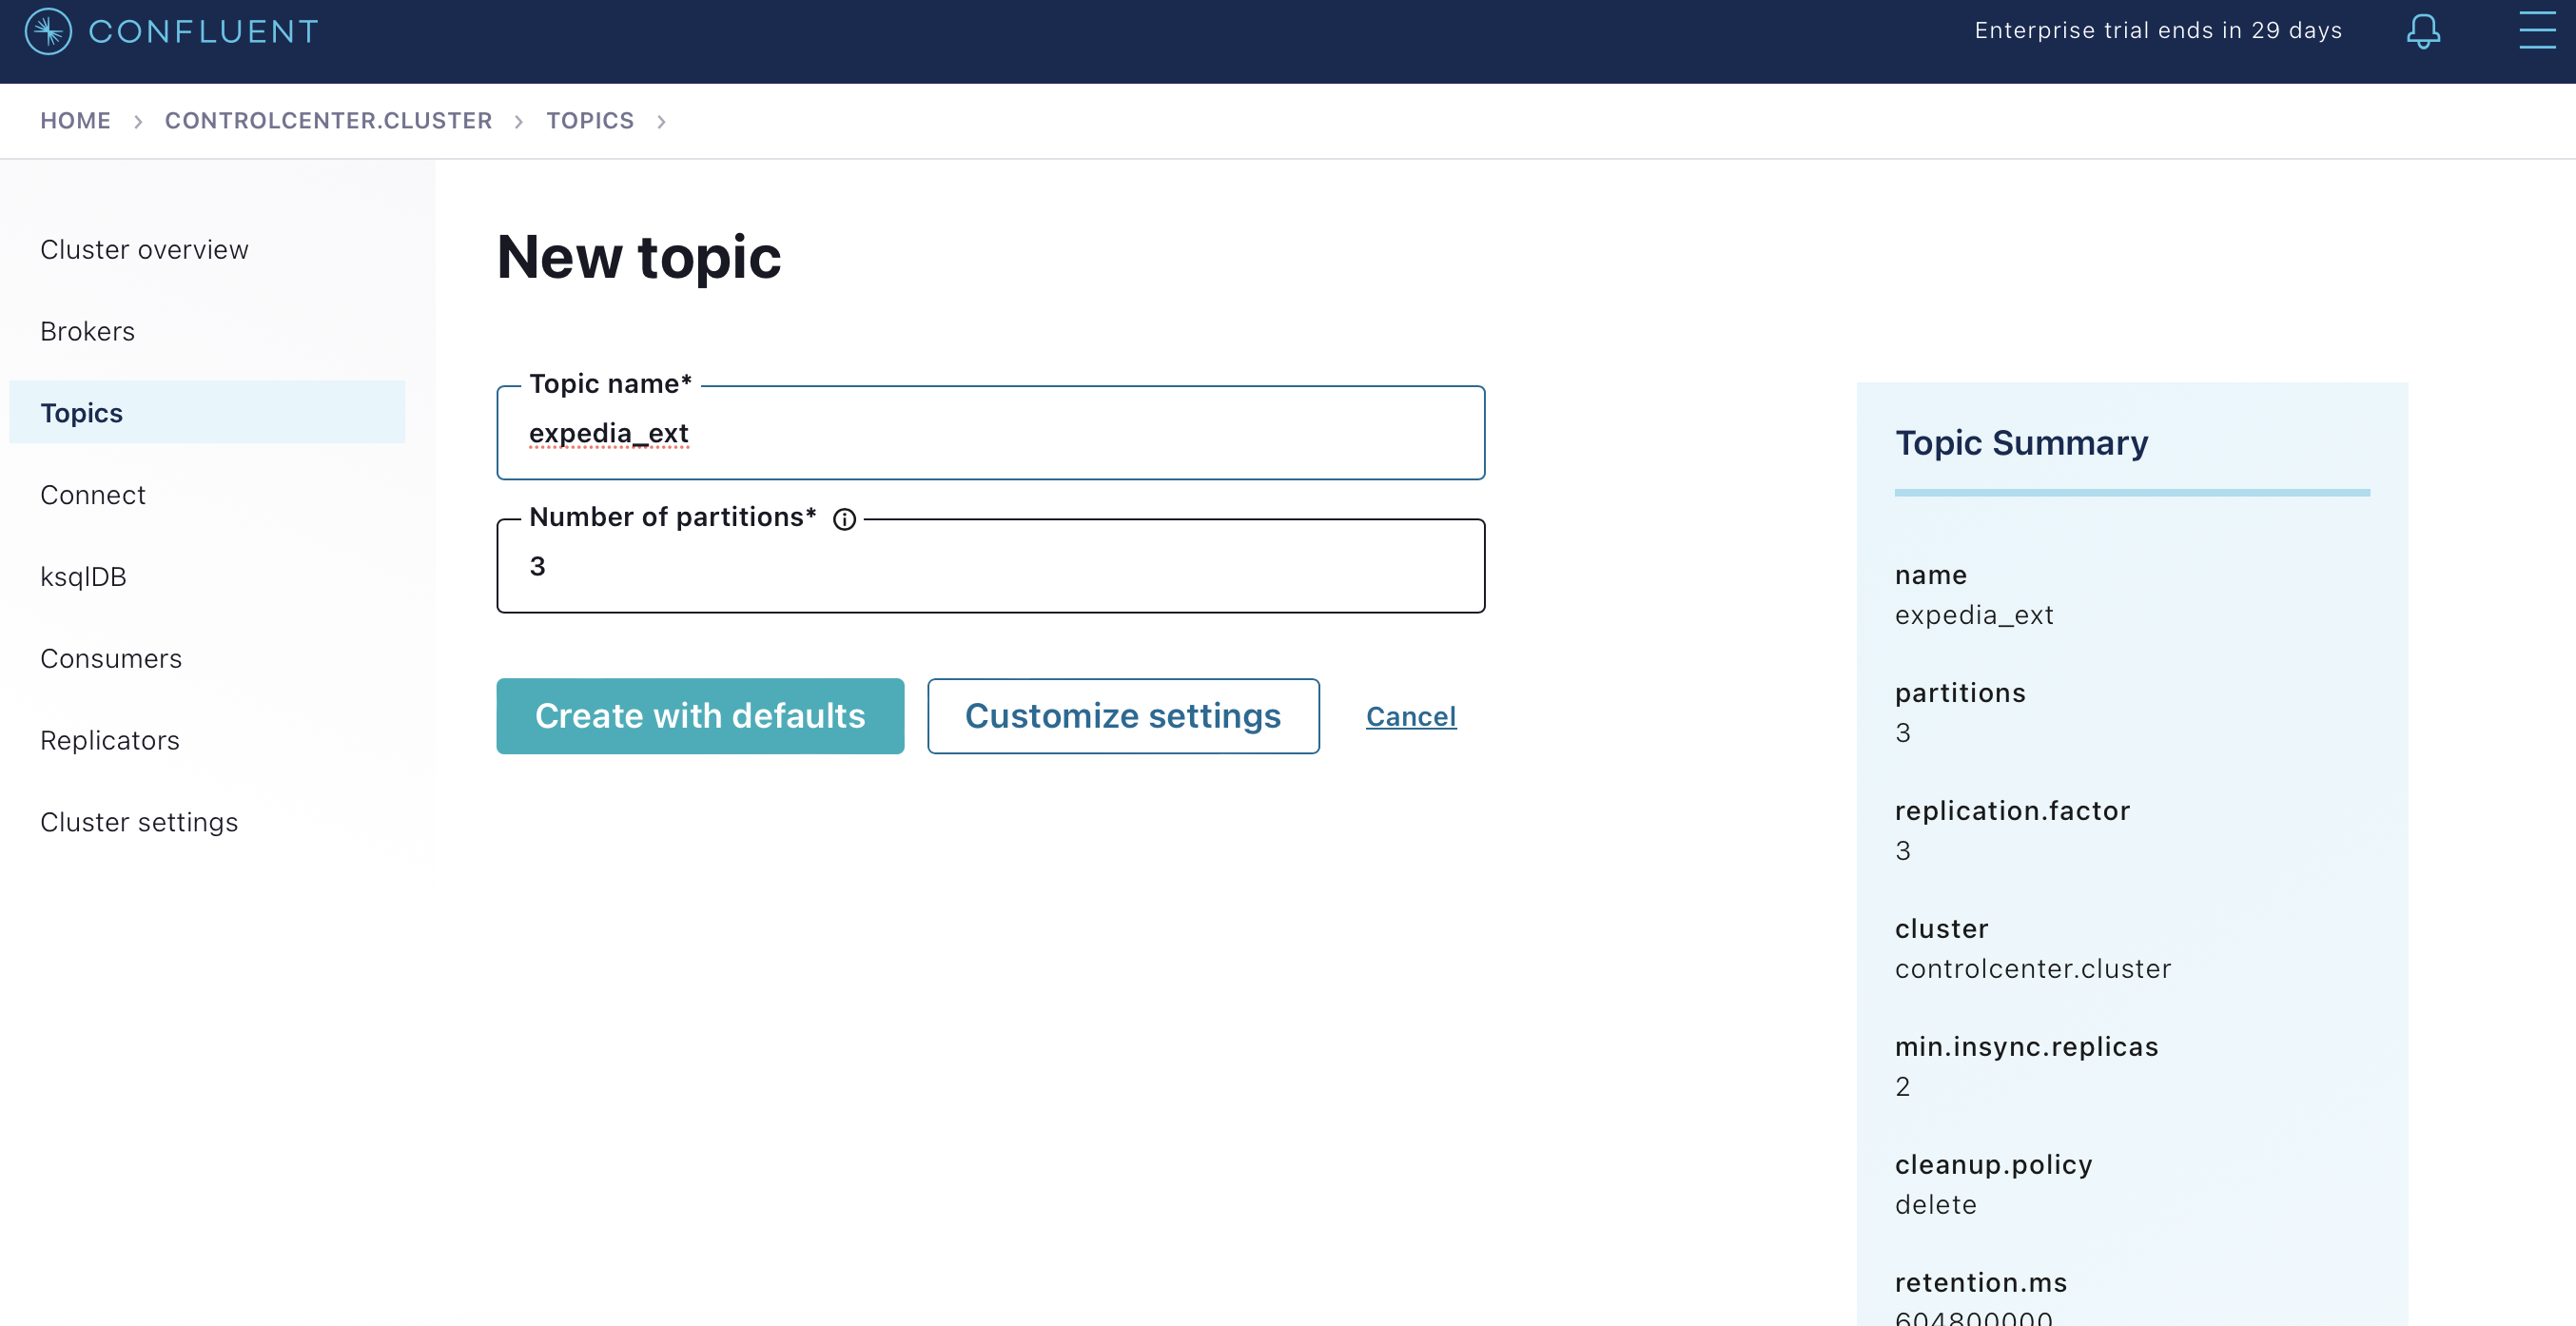 CONFLUENT
Enterprise trial ends in 29 days
HOME > CONTROLCENTER.CLUSTER > TOPICS >
Cluster overview
Brokers
Topics
Connect
ksqlDB
Consumers
Replicators
Cluster settings
New topic
Topic name*
expedia_ext
Number of partitions*
3
Create with defaults
Customize settings
Cancel
Topic Summary
name
expedia_ext
partitions
3
replication.factor
3
cluster
controlcenter.cluster
min.insync.replicas
2
cleanup.policy
delete
retention.ms
604800000